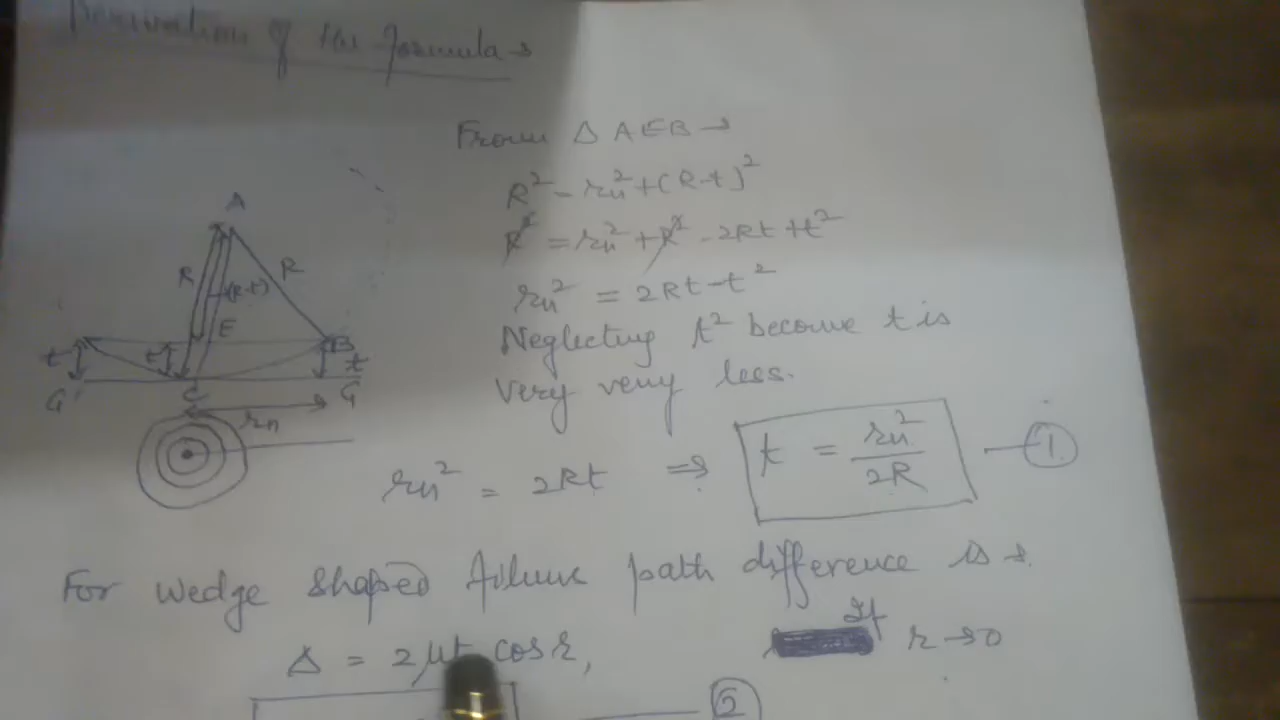 Derivation of the formula →
From Δ AEB →
R² = rn² + (R-t)²
R² = rn² + R² - 2Rt + t²
rn² = 2Rt - t²
Neglecting t² become t is
very very less.
rn² = 2Rt ⇒ t = rn²/2R — ①
A
R
R
(R-t)
E
B
t
t
t
G'
C
G
rn
For wedge shaped film path difference is →
Δ = 2μt cos r, If r → 0
②